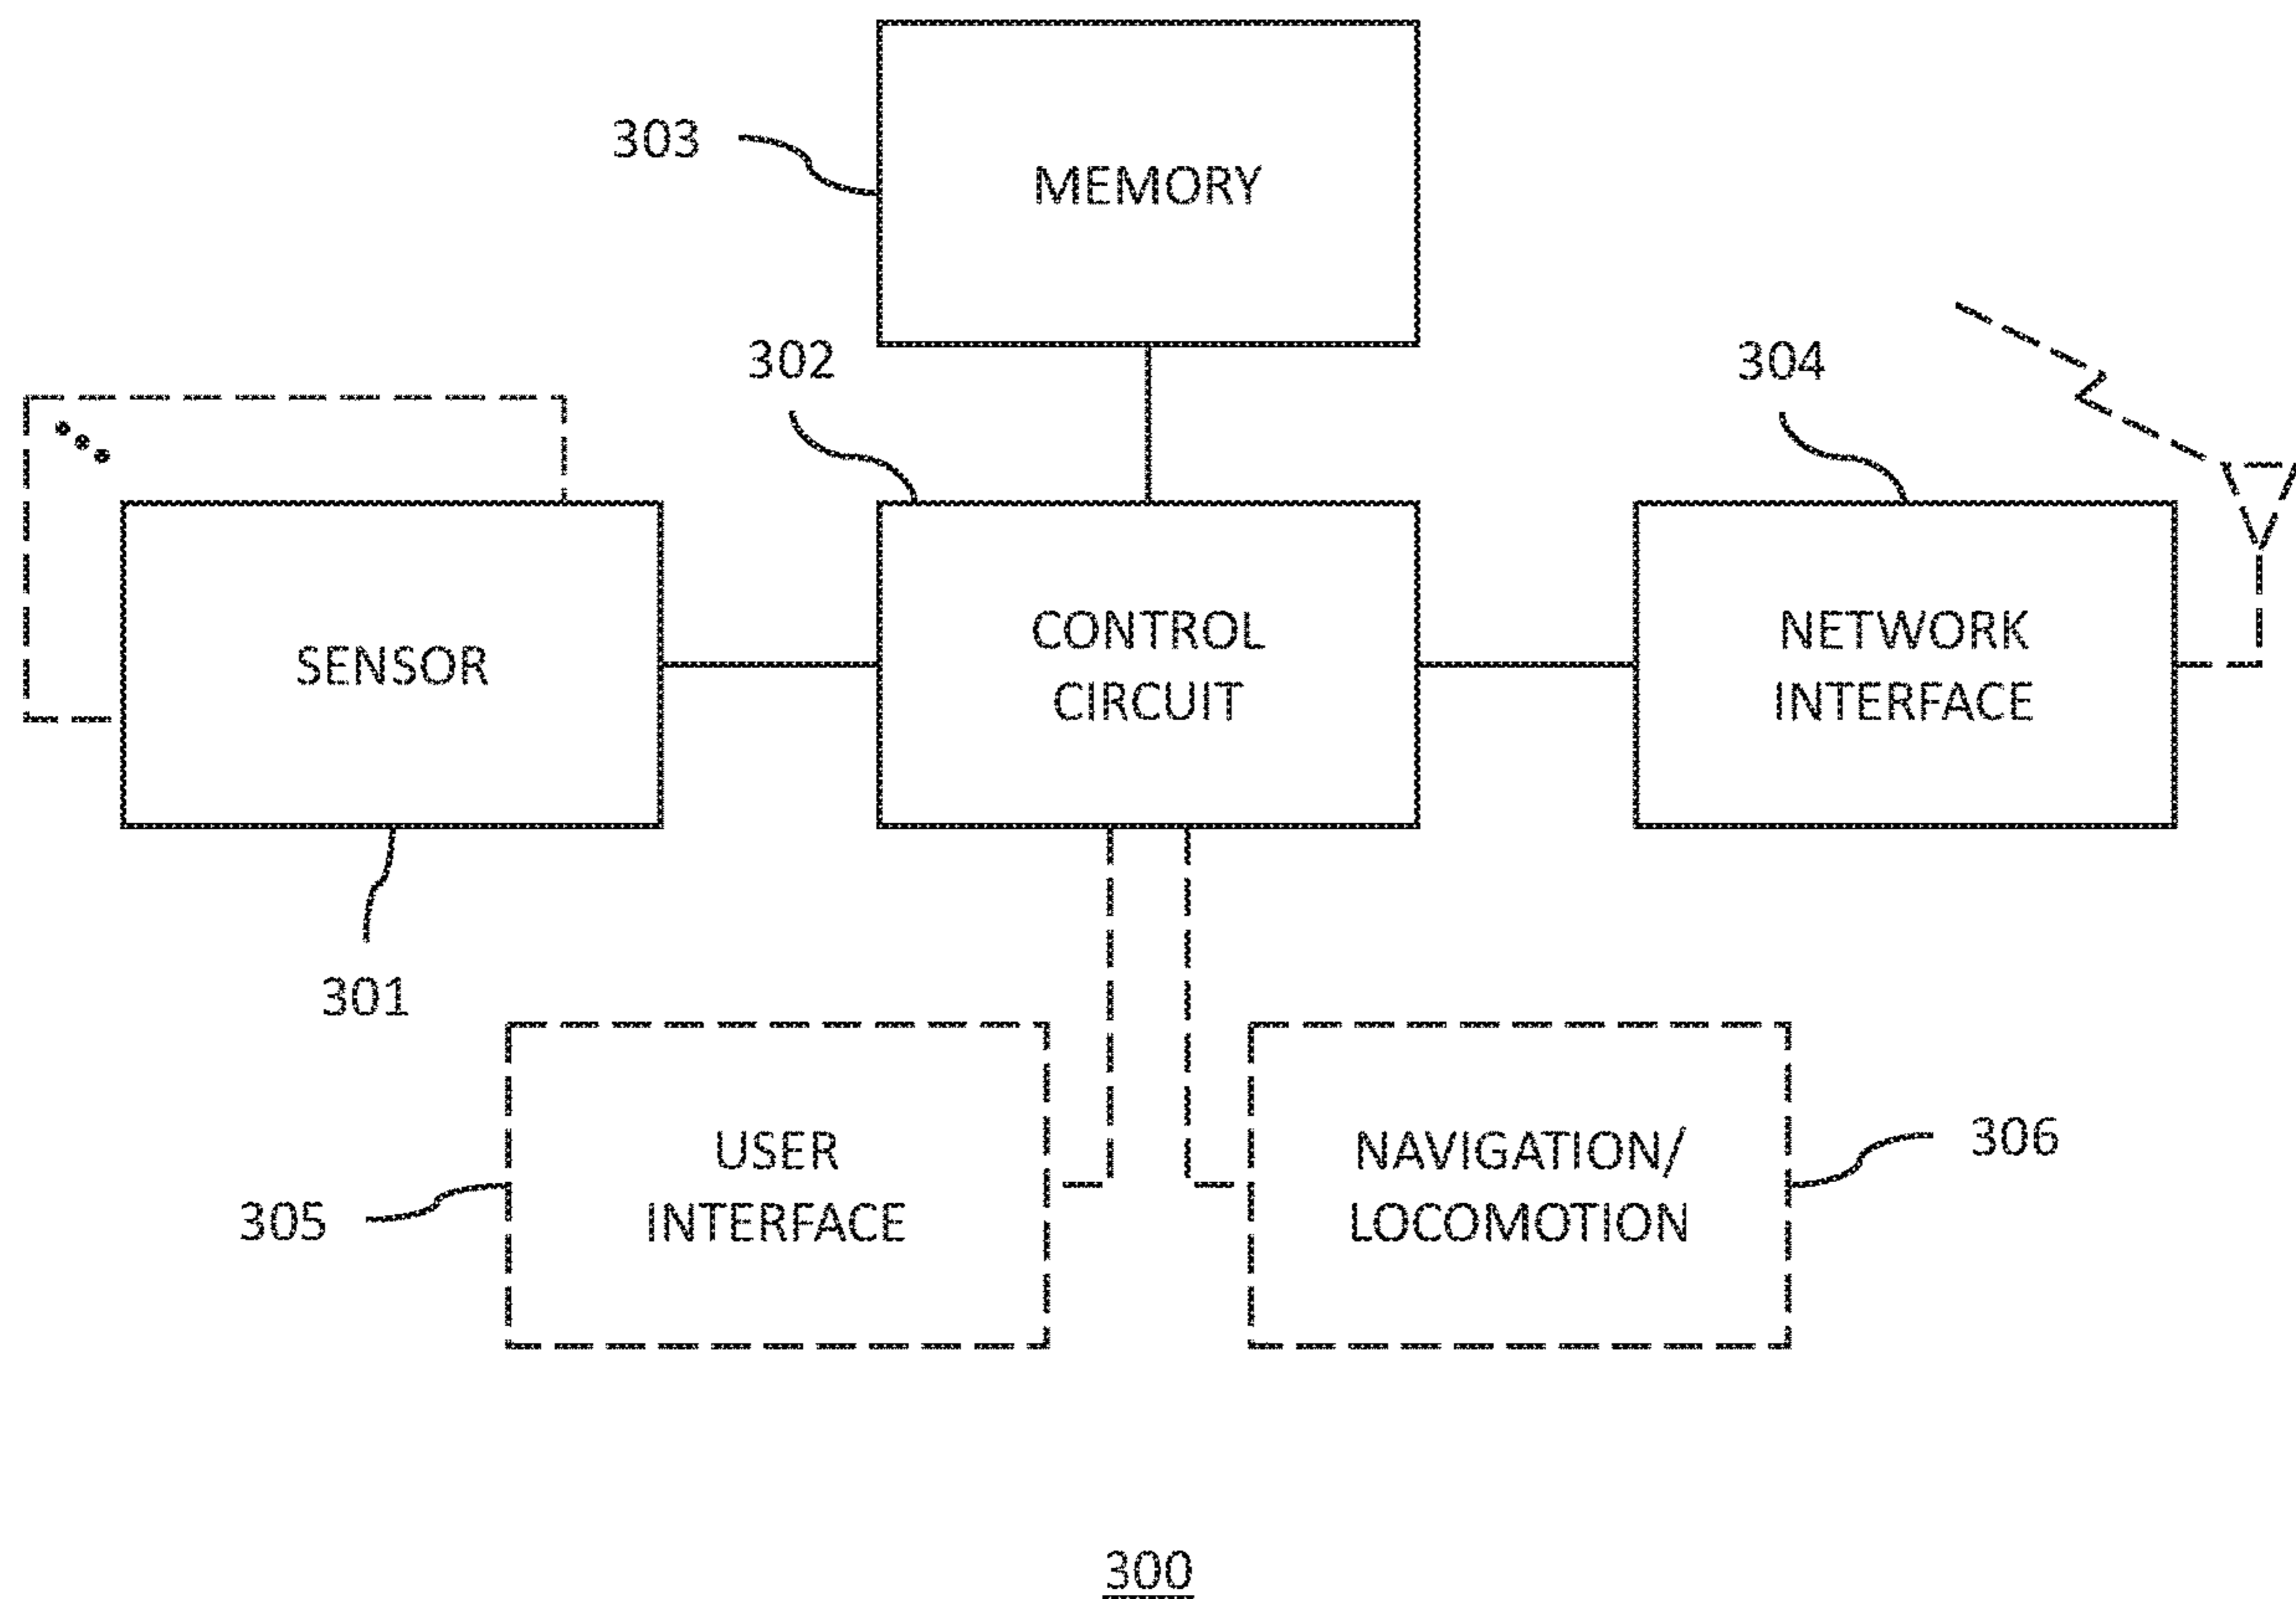 303
MEMORY
302
304
SENSOR
CONTROL
CIRCUIT
NETWORK
INTERFACE
301
USER
INTERFACE
305
NAVIGATION/
LOCOMOTION
306
300